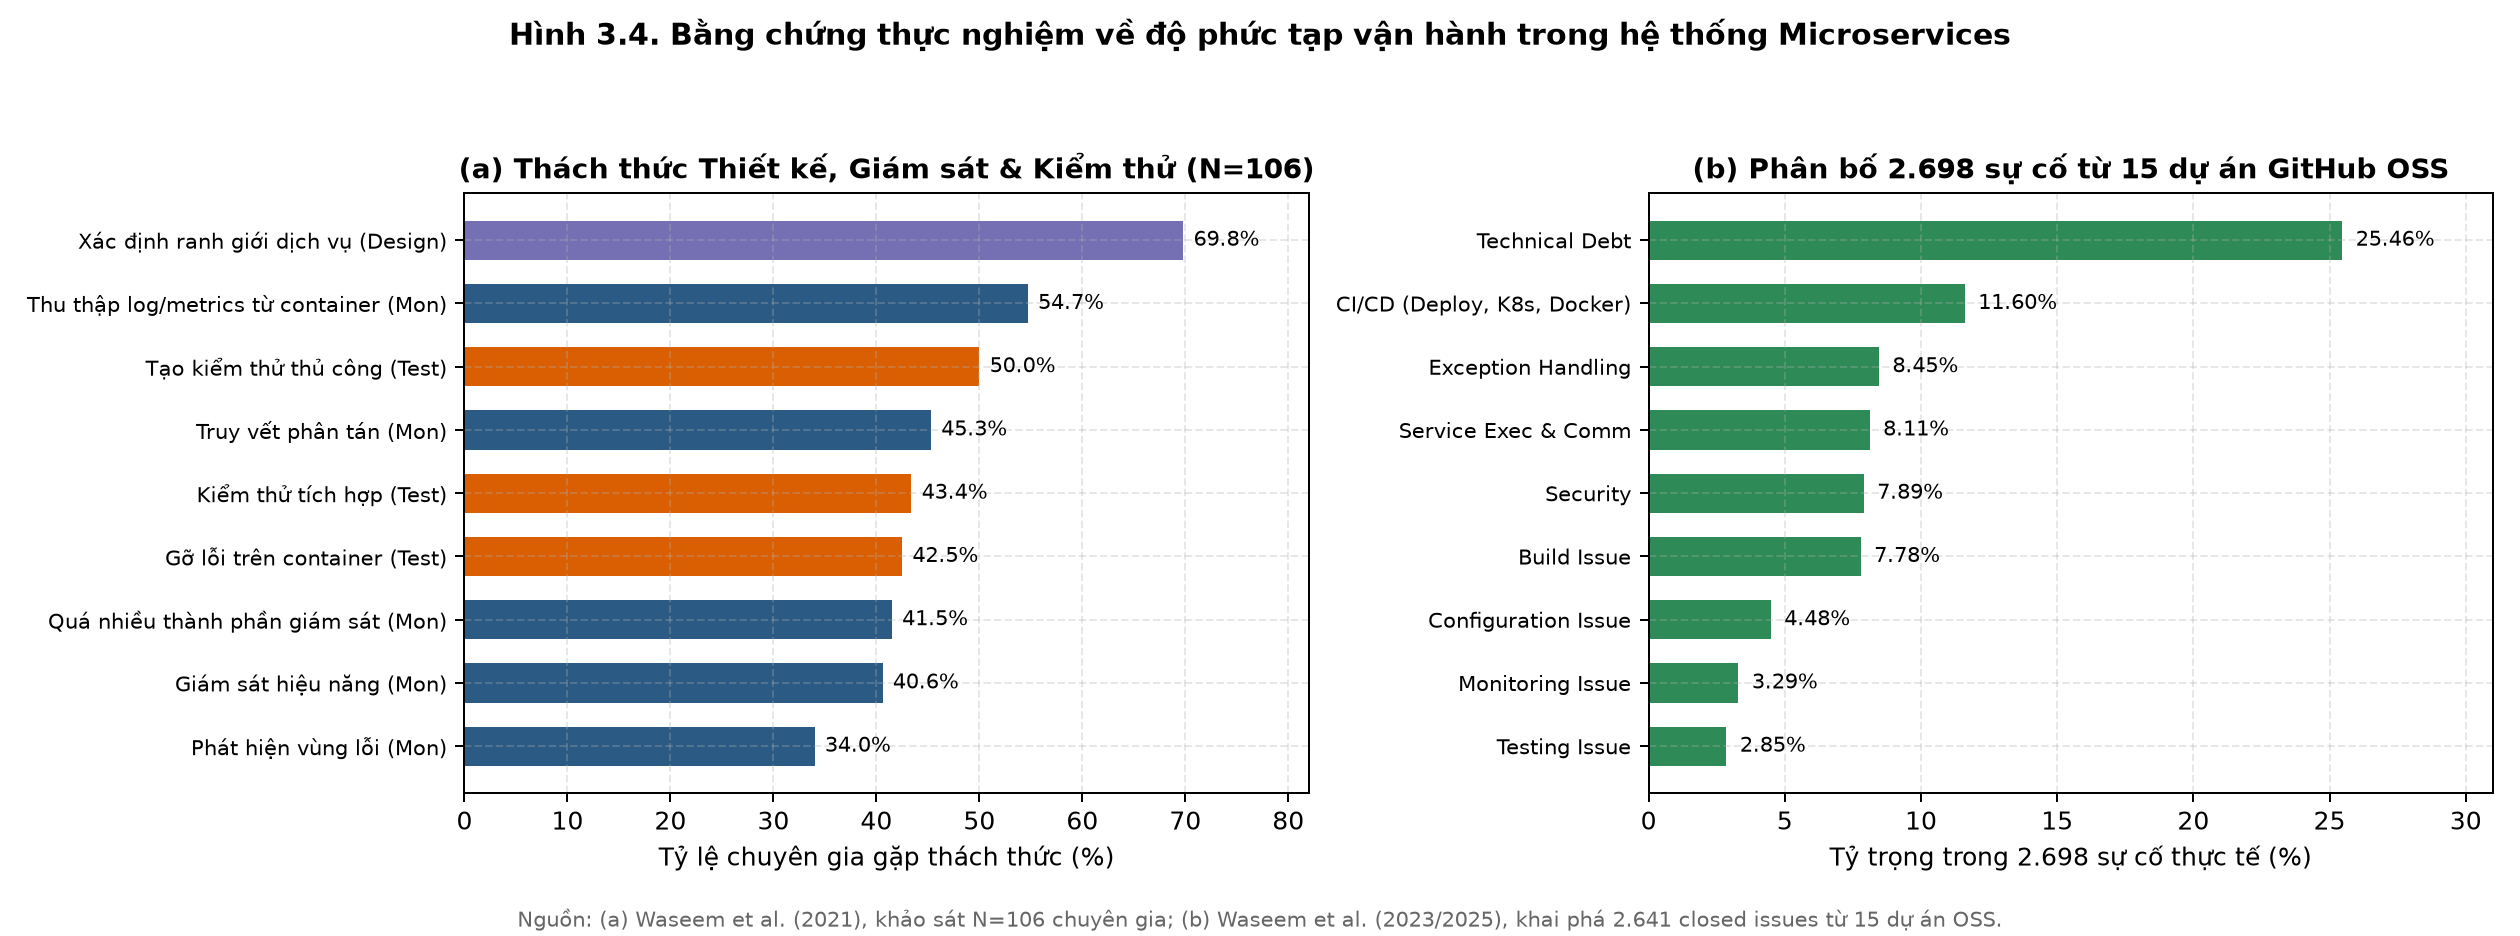 Hình 3.4. Bằng chứng thực nghiệm về độ phức tạp vận hành trong hệ thống Microservices
(a) Thách thức Thiết kế, Giám sát & Kiểm thử (N=106)
Xác định ranh giới dịch vụ (Design)
69.8%
Thu thập log/metrics từ container (Mon)
54.7%
Tạo kiểm thử thủ công (Test)
50.0%
Truy vết phân tán (Mon)
45.3%
Kiểm thử tích hợp (Test)
43.4%
Gỡ lỗi trên container (Test)
42.5%
Quá nhiều thành phần giám sát (Mon)
41.5%
Giám sát hiệu năng (Mon)
40.6%
Phát hiện vùng lỗi (Mon)
34.0%
0 10 20 30 40 50 60 70 80
Tỷ lệ chuyên gia gặp thách thức (%)
(b) Phân bố 2.698 sự cố từ 15 dự án GitHub OSS
Technical Debt
25.46%
CI/CD (Deploy, K8s, Docker)
11.60%
Exception Handling
8.45%
Service Exec & Comm
8.11%
Security
7.89%
Build Issue
7.78%
Configuration Issue
4.48%
Monitoring Issue
3.29%
Testing Issue
2.85%
0 5 10 15 20 25 30
Tỷ trọng trong 2.698 sự cố thực tế (%)
Nguồn: (a) Waseem et al. (2021), khảo sát N=106 chuyên gia; (b) Waseem et al. (2023/2025), khai phá 2.641 closed issues từ 15 dự án OSS.